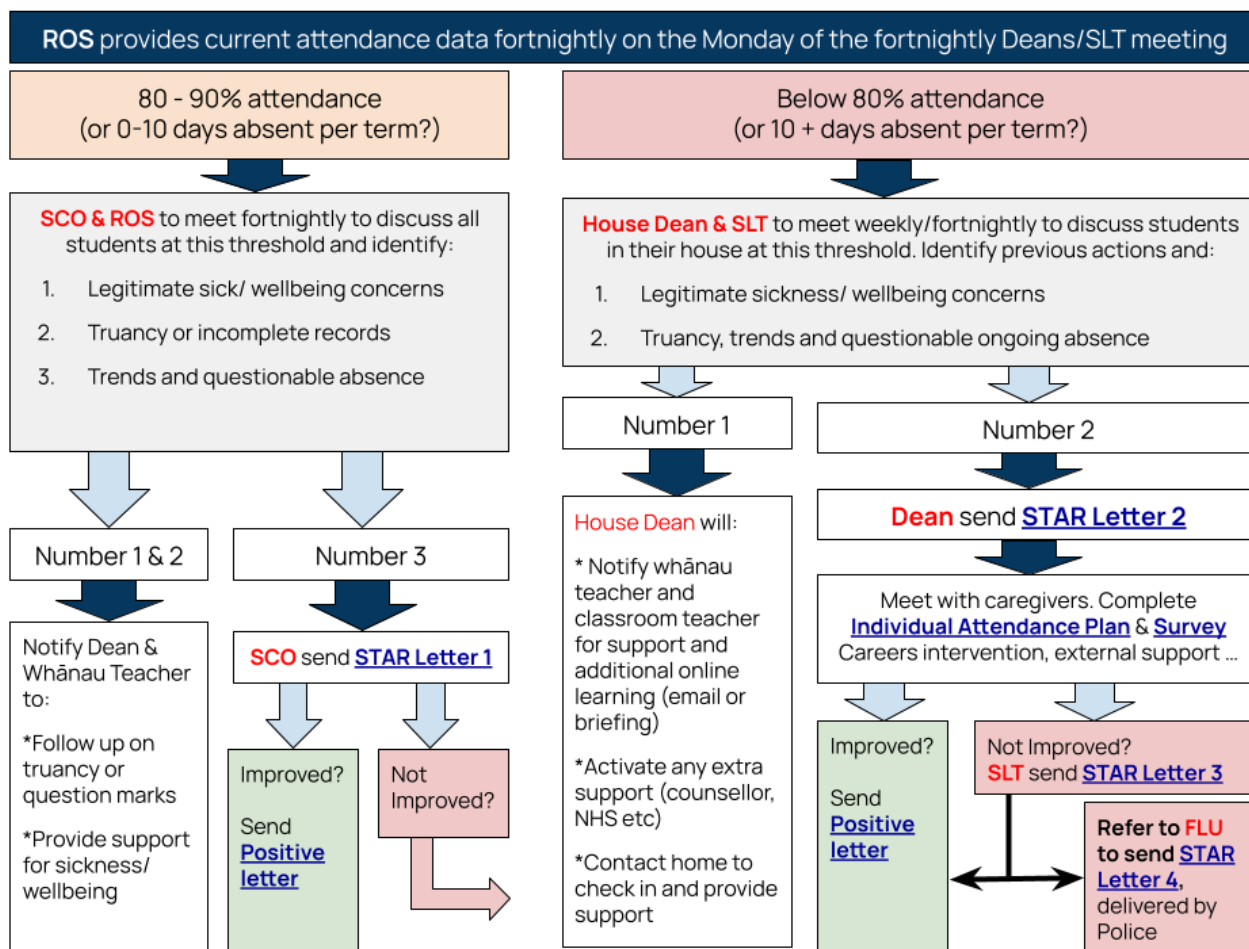 ROS provides current attendance data fortnightly on the Monday of the fortnightly Deans/SLT meeting
80 - 90% attendance
(or 0-10 days absent per term?)
SCO & ROS to meet fortnightly to discuss all
students at this threshold and identify:
1. Legitimate sick/ wellbeing concerns
2. Truancy or incomplete records
3. Trends and questionable absence
Number 1 & 2
Notify Dean &
Whānau Teacher
to:
*Follow up on
truancy or
question marks
*Provide support
for sickness/
wellbeing
Number 3
SCO send STAR Letter 1
Improved?
Send
Positive
letter
Not
Improved?
Below 80% attendance
(or 10 + days absent per term?)
House Dean & SLT to meet weekly/fortnightly to discuss students
in their house at this threshold. Identify previous actions and:
1. Legitimate sickness/ wellbeing concerns
2. Truancy, trends and questionable ongoing absence
Number 1
House Dean will:
* Notify whānau
teacher and
classroom teacher
for support and
additional online
learning (email or
briefing)
*Activate any extra
support (counsellor,
NHS etc)
*Contact home to
check in and provide
support
Number 2
Dean send STAR Letter 2
Meet with caregivers. Complete
Individual Attendance Plan & Survey
Careers intervention, external support ...
Improved?
Send
Positive
letter
Not Improved?
SLT send STAR Letter 3
Refer to FLU
to send STAR
Letter 4,
delivered by
Police